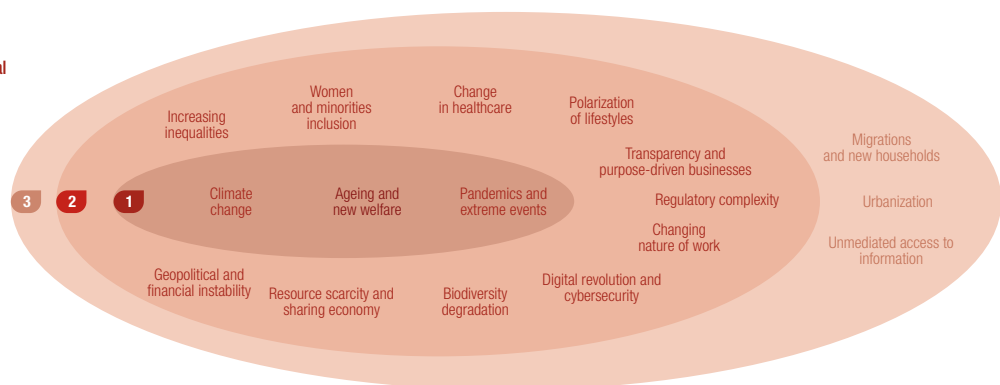 Increasing
inequalities
Women
and minorities
inclusion
Change
in healthcare
Polarization
of lifestyles
Transparency and
purpose-driven businesses
Regulatory complexity
Changing
nature of work
Migrations
and new households
Urbanization
Unmediated access to
information
3
2
1
Climate
change
Ageing and
new welfare
Pandemics and
extreme events
Geopolitical and
financial instability
Resource scarcity and
sharing economy
Biodiversity
degradation
Digital revolution and
cybersecurity